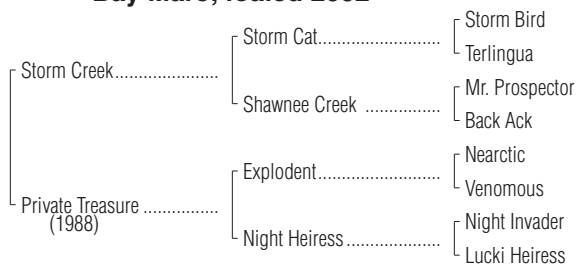 Bay Mare; foaled 2002
Storm Bird
Storm Cat........................
Terlingua
Storm Creek....................
Mr. Prospector
Shawnee Creek ...............
Back Ack
Nearctic
Explodent........................
Venomous
Private Treasure ..............
(1988)
Night Invader
Night Heiress...................
Lucki Heiress